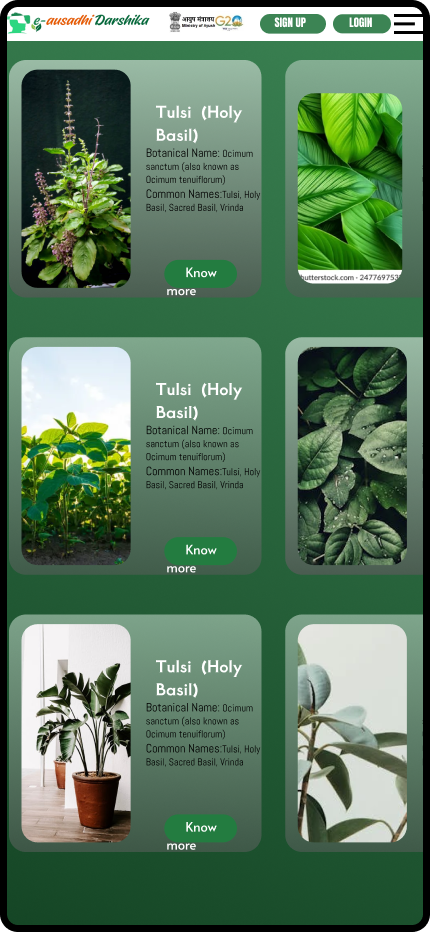 e-ausadhi Darshika
आयुष मंत्रालय
Ministry of Ayush
G20
SIGN UP
LOGIN
Tulsi (Holy
Basil)
Botanical Name: Ocimum
sanctum (also known as
Ocimum tenuiflorum)
Common Names:Tulsi, Holy
Basil, Sacred Basil, Vrinda
Know
more
hutterstock.com · 247769753
Tulsi (Holy
Basil)
Botanical Name: Ocimum
sanctum (also known as
Ocimum tenuiflorum)
Common Names:Tulsi, Holy
Basil, Sacred Basil, Vrinda
Know
more
Tulsi (Holy
Basil)
Botanical Name: Ocimum
sanctum (also known as
Ocimum tenuiflorum)
Common Names:Tulsi, Holy
Basil, Sacred Basil, Vrinda
Know
more